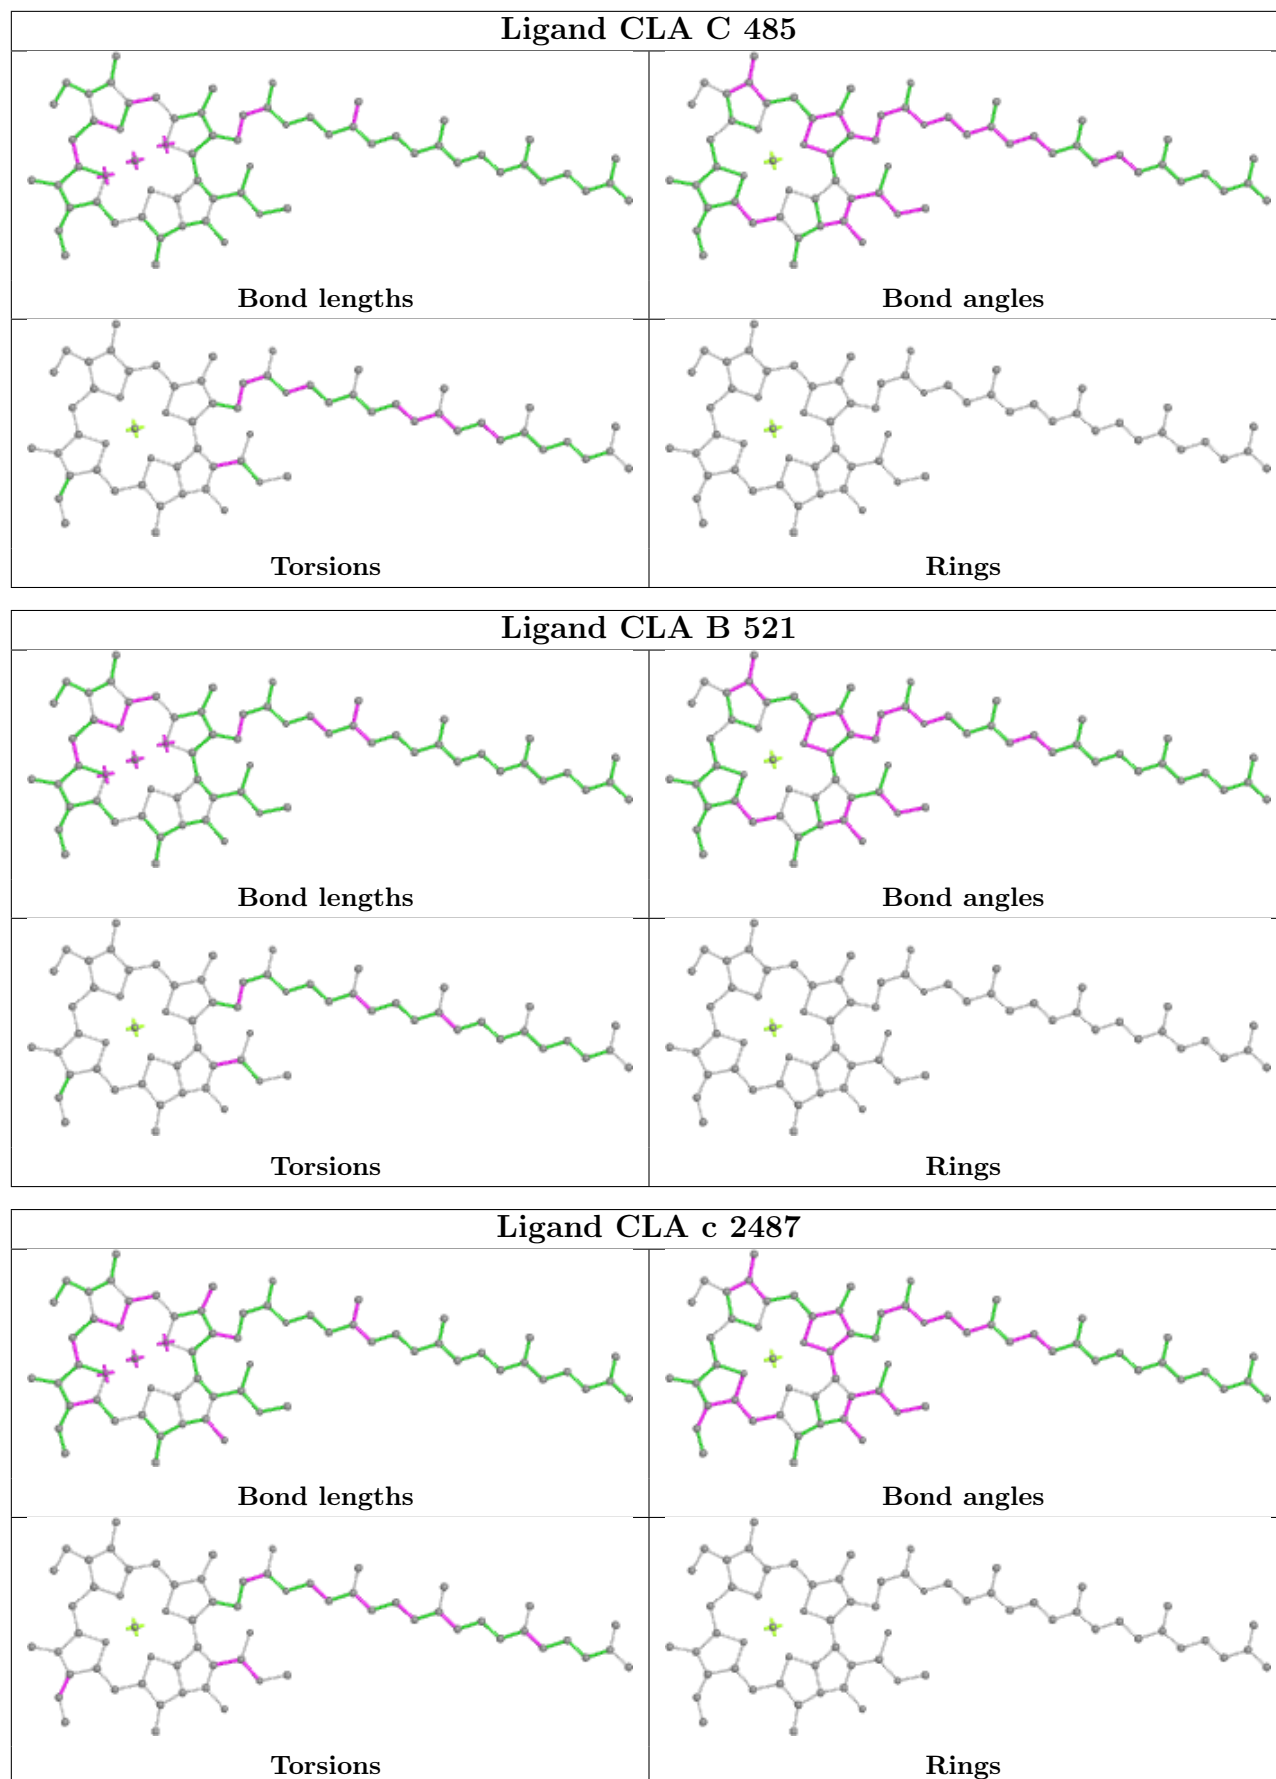 Ligand CLA C 485
Bond lengths
Bond angles
Torsions
Rings
Ligand CLA B 521
Bond lengths
Bond angles
Torsions
Rings
Ligand CLA c 2487
Bond lengths
Bond angles
Torsions
Rings